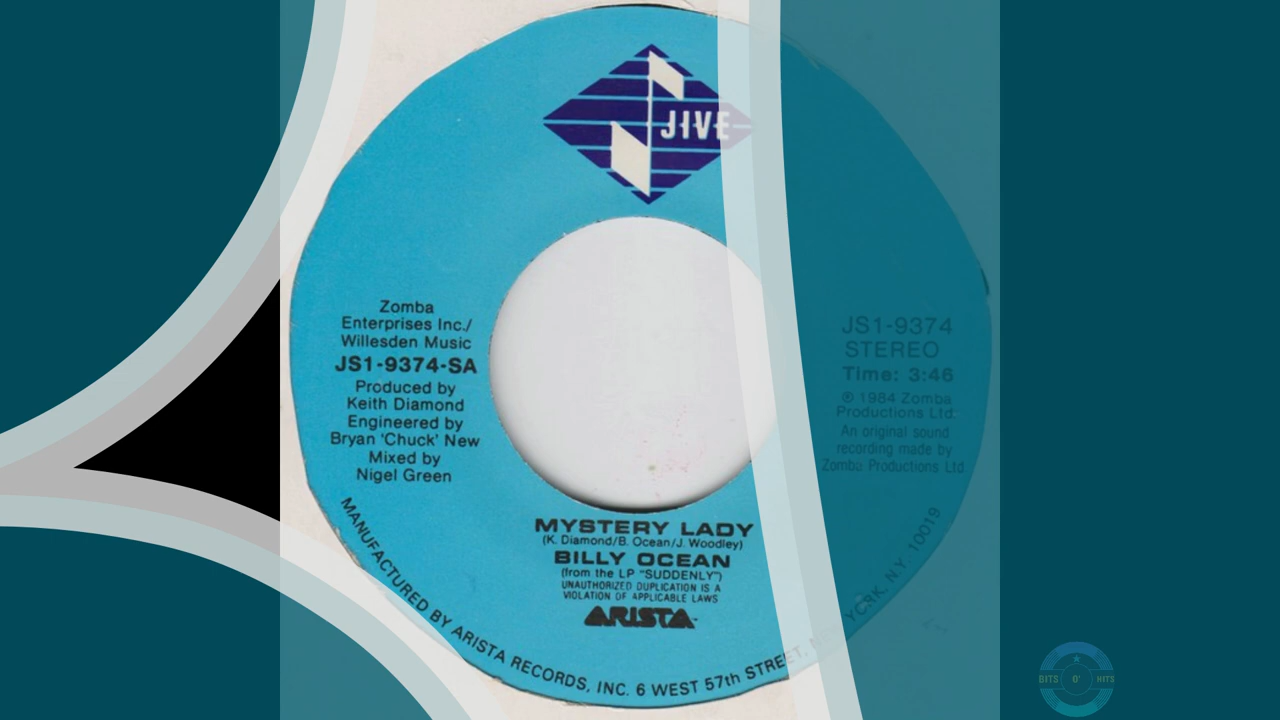 JIVE
Zomba
Enterprises Inc./
Willesden Music
JS1-9374-SA
Produced by
Keith Diamond
Engineered by
Bryan 'Chuck' New
Mixed by
Nigel Green
JS1-9374
STEREO
Time: 3:46
℗ 1984 Zomba
Productions Ltd.
An original sound
recording made by
Zomba Productions Ltd
MYSTERY LADY
(K. Diamond/B. Ocean/J. Woodley)
BILLY OCEAN
(from the LP "SUDDENLY")
UNAUTHORIZED DUPLICATION IS A
VIOLATION OF APPLICABLE LAWS
ARISTA
MANUFACTURED BY ARISTA RECORDS, INC. 6 WEST 57th STREET, NEW YORK, N.Y. 10019
BITS O' HITS